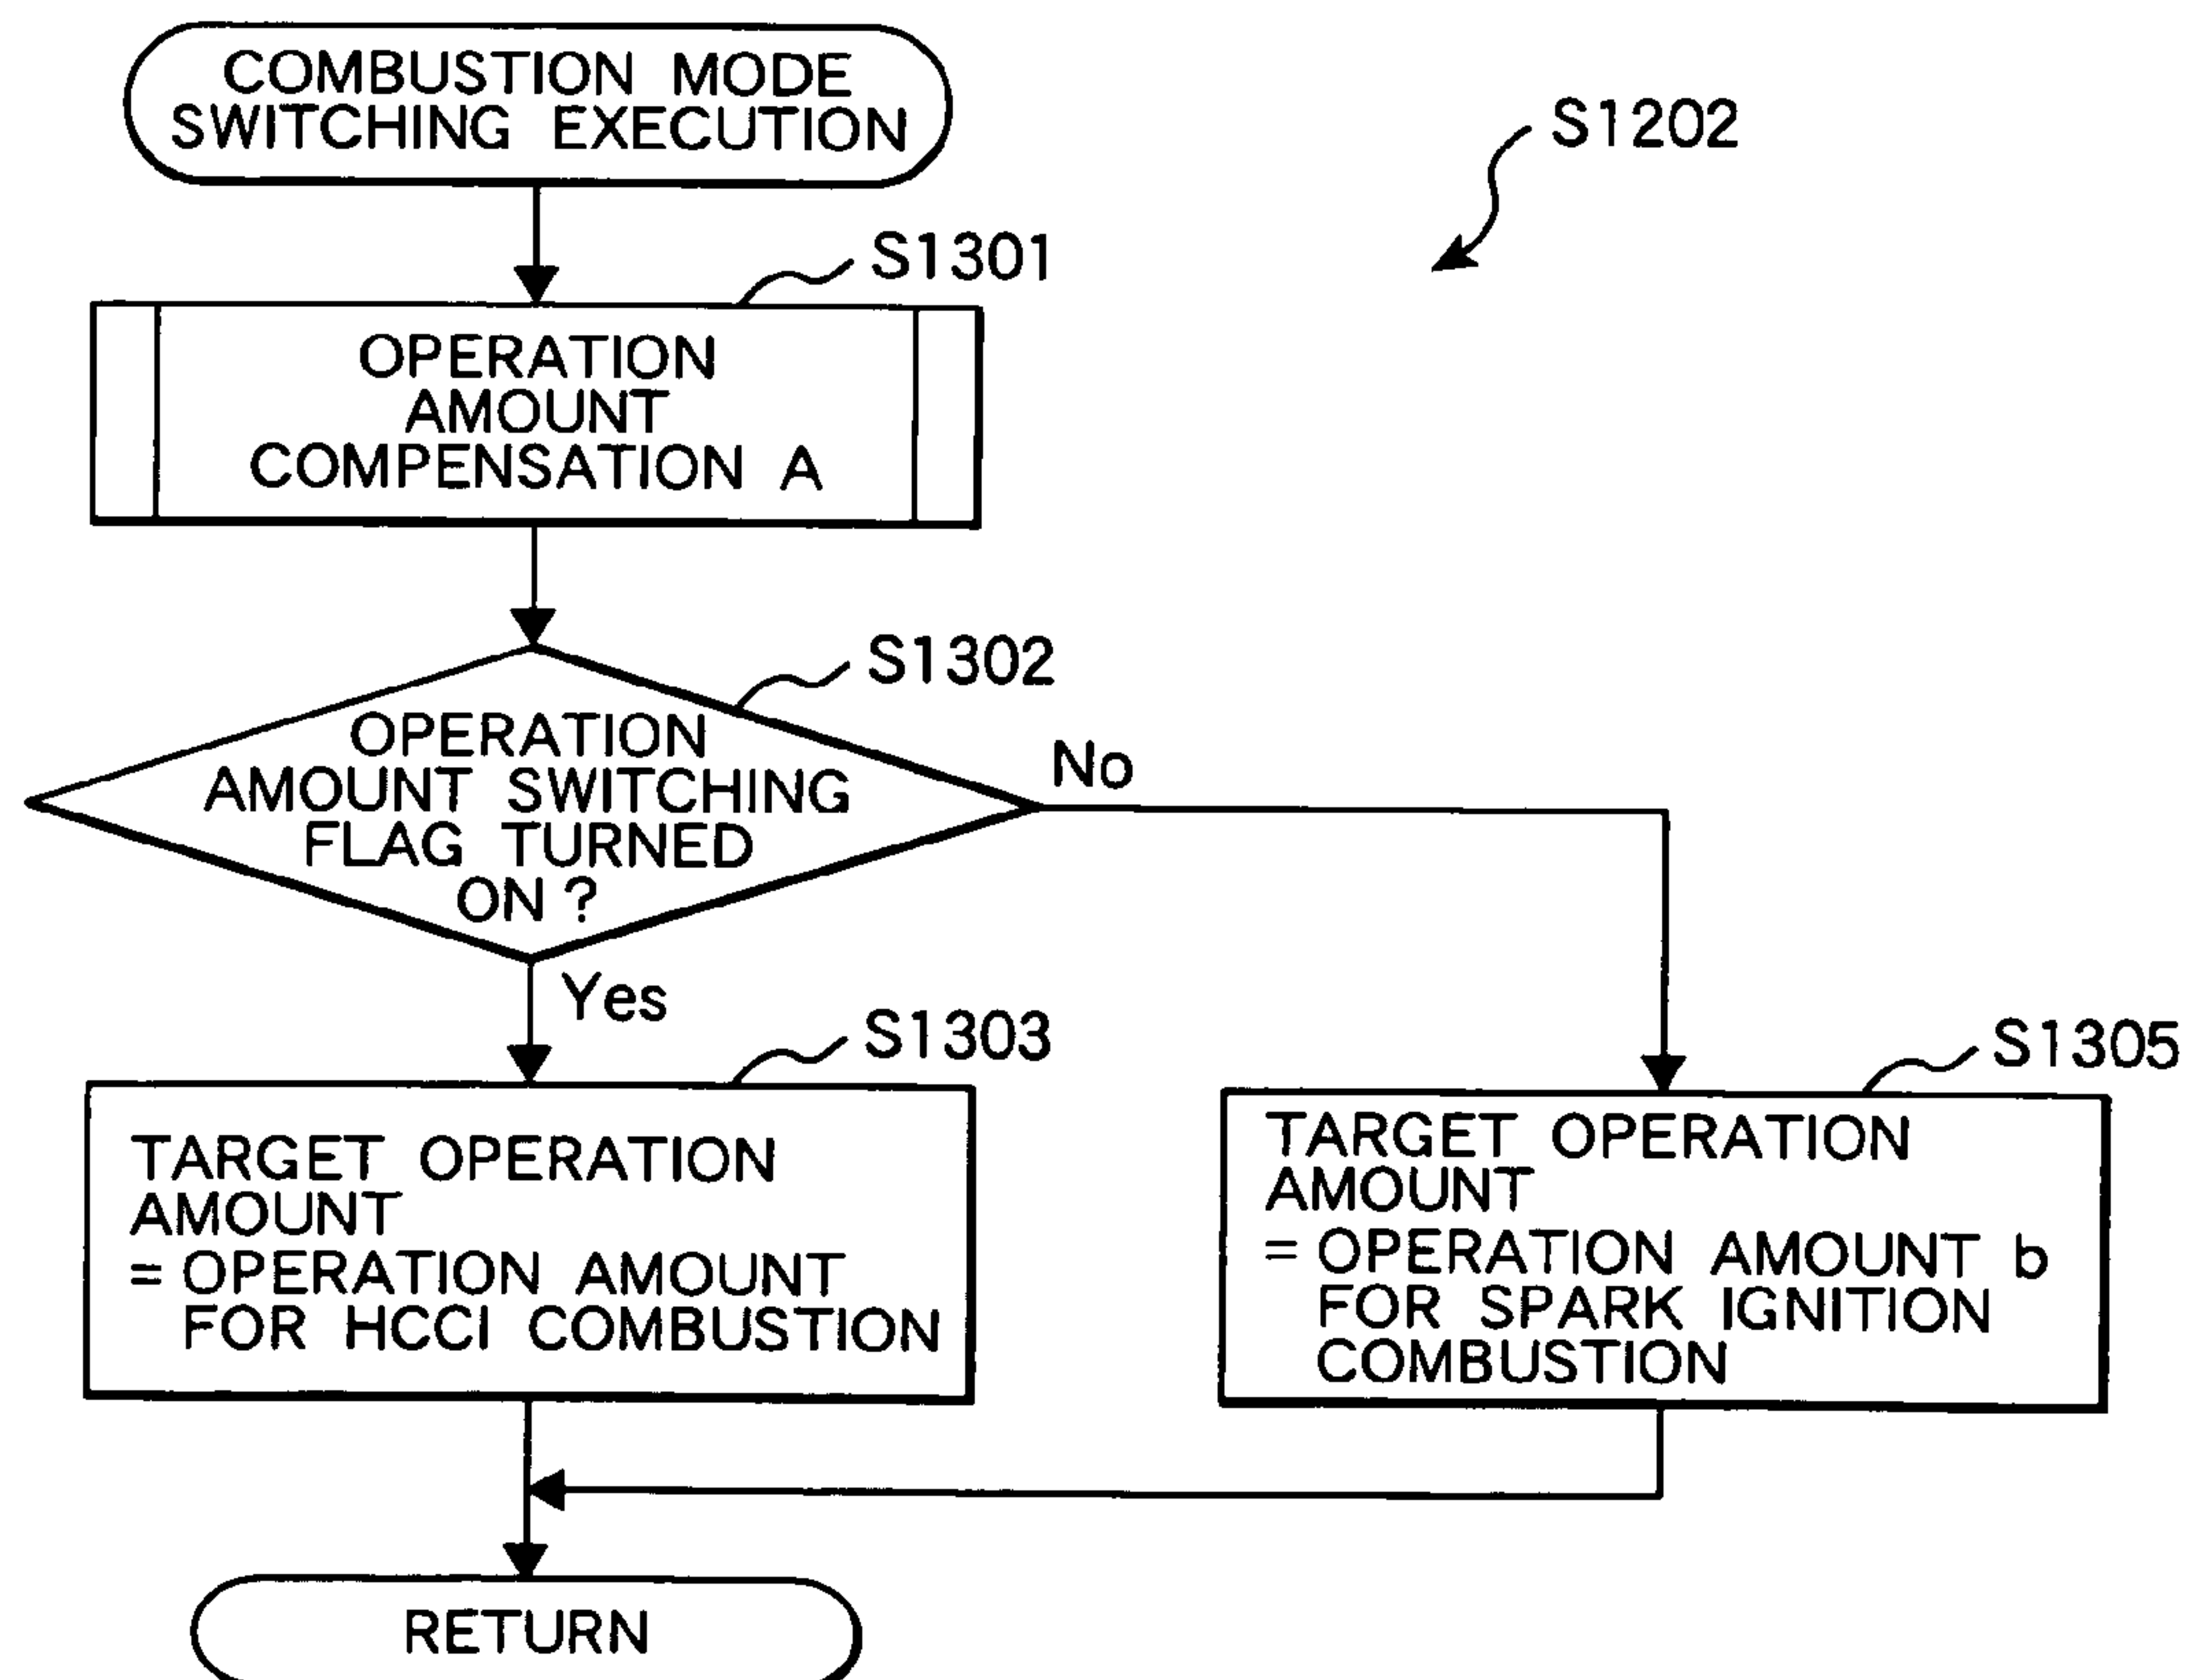 COMBUSTION MODE
SWITCHING EXECUTION
S1202
S1301
OPERATION
AMOUNT
COMPENSATION A
S1302
OPERATION
AMOUNT SWITCHING
FLAG TURNED
ON ?
No
Yes
S1303
TARGET OPERATION
AMOUNT
= OPERATION AMOUNT
FOR HCCI COMBUSTION
S1305
TARGET OPERATION
AMOUNT
= OPERATION AMOUNT b
FOR SPARK IGNITION
COMBUSTION
RETURN